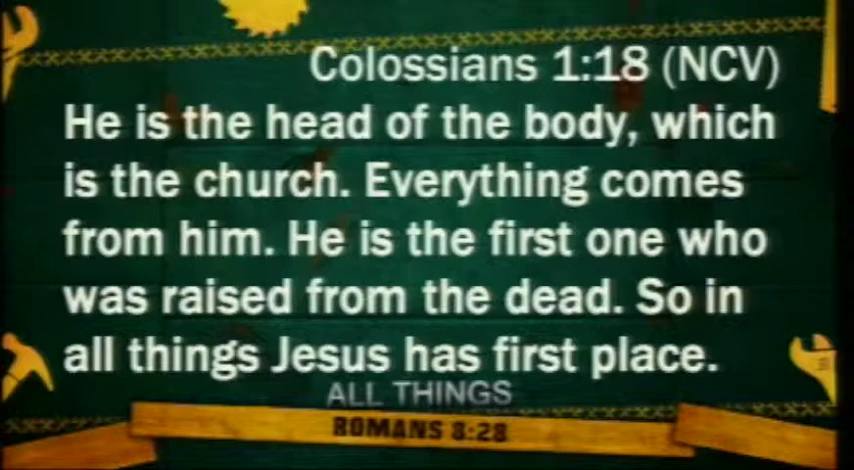 Colossians 1:18 (NCV)
He is the head of the body, which
is the church. Everything comes
from him. He is the first one who
was raised from the dead. So in
all things Jesus has first place.
ALL THINGS
ROMANS 8:28